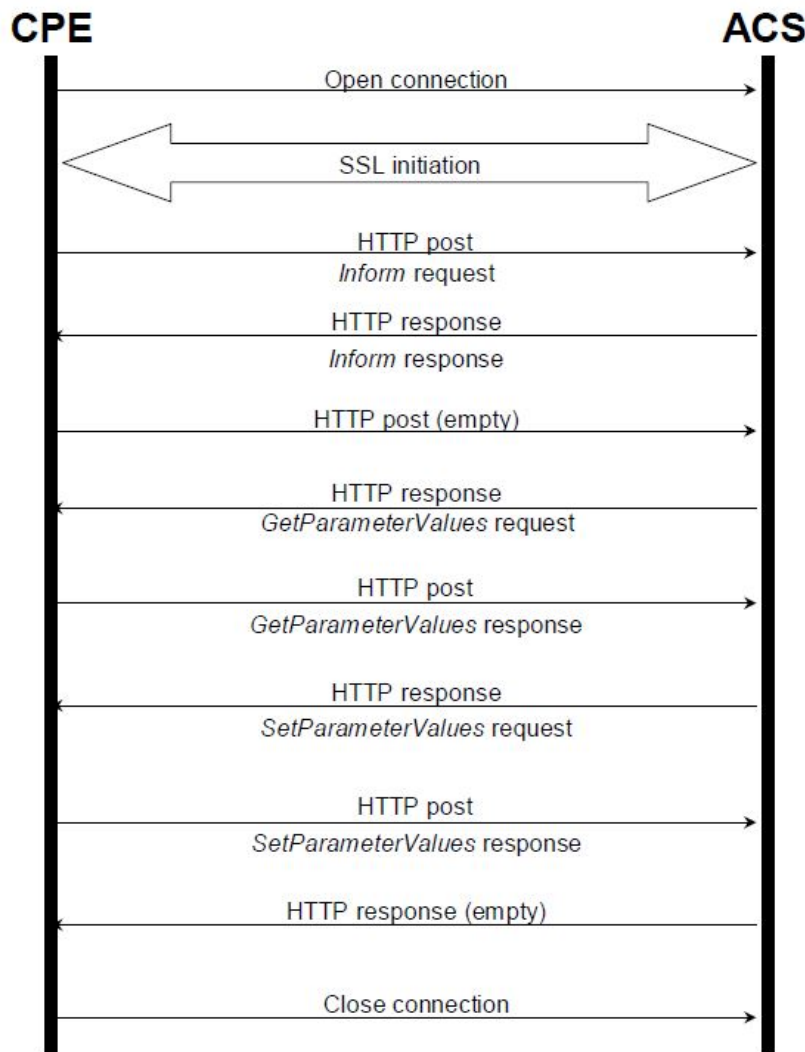 CPE ACS
Open connection
SSL initiation
HTTP post
Inform request
HTTP response
Inform response
HTTP post (empty)
HTTP response
GetParameterValues request
HTTP post
GetParameterValues response
HTTP response
SetParameterValues request
HTTP post
SetParameterValues response
HTTP response (empty)
Close connection